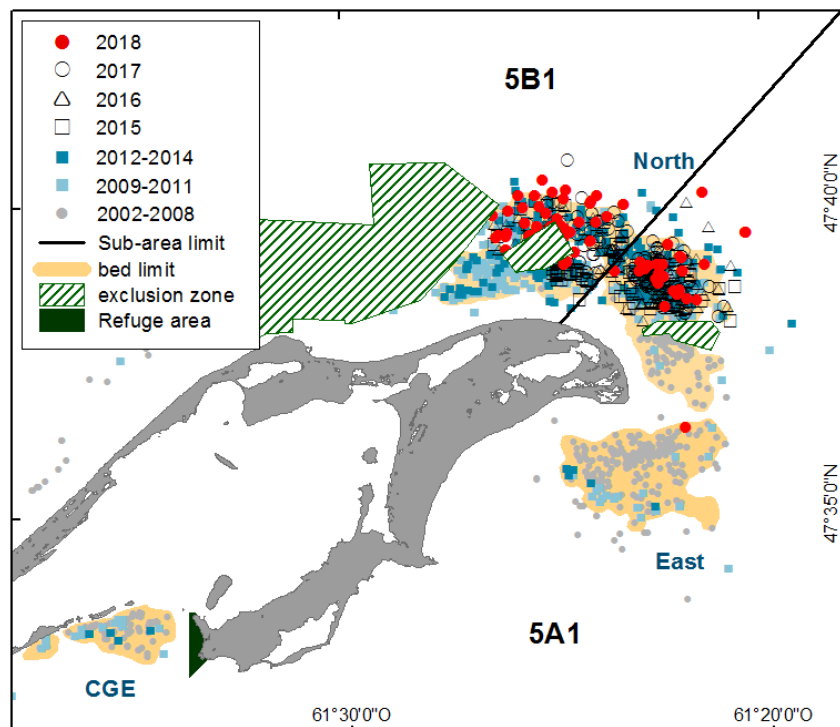 2018
2017
2016
2015
2012-2014
2009-2011
2002-2008
Sub-area limit
bed limit
exclusion zone
Refuge area
5B1
North
47°40'0"N
47°35'0"N
East
5A1
CGE
61°30'0"O
61°20'0"O